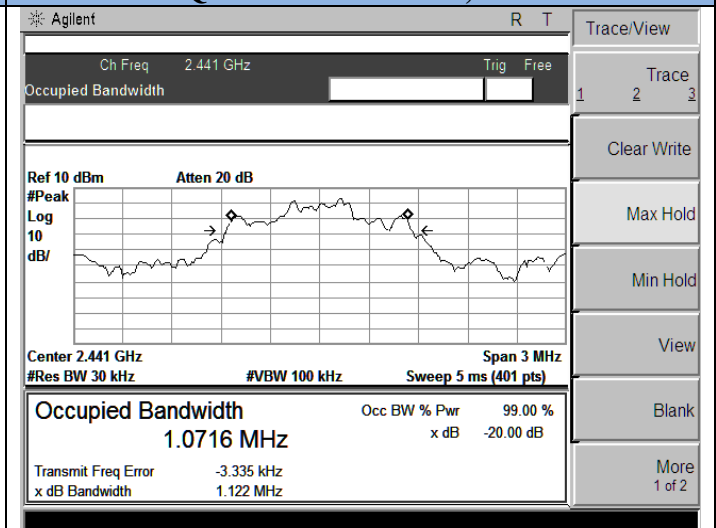 Agilent R T
Ch Freq 2.441 GHz Trig Free
Occupied Bandwidth
Ref 10 dBm Atten 20 dB
#Peak
Log
10
dB/
Center 2.441 GHz Span 3 MHz
#Res BW 30 kHz #VBW 100 kHz Sweep 5 ms (401 pts)
Occupied Bandwidth Occ BW % Pwr 99.00 %
1.0716 MHz x dB -20.00 dB
Transmit Freq Error -3.335 kHz
x dB Bandwidth 1.122 MHz
Trace/View
Trace
1 2 3
Clear Write
Max Hold
Min Hold
View
Blank
More
1 of 2